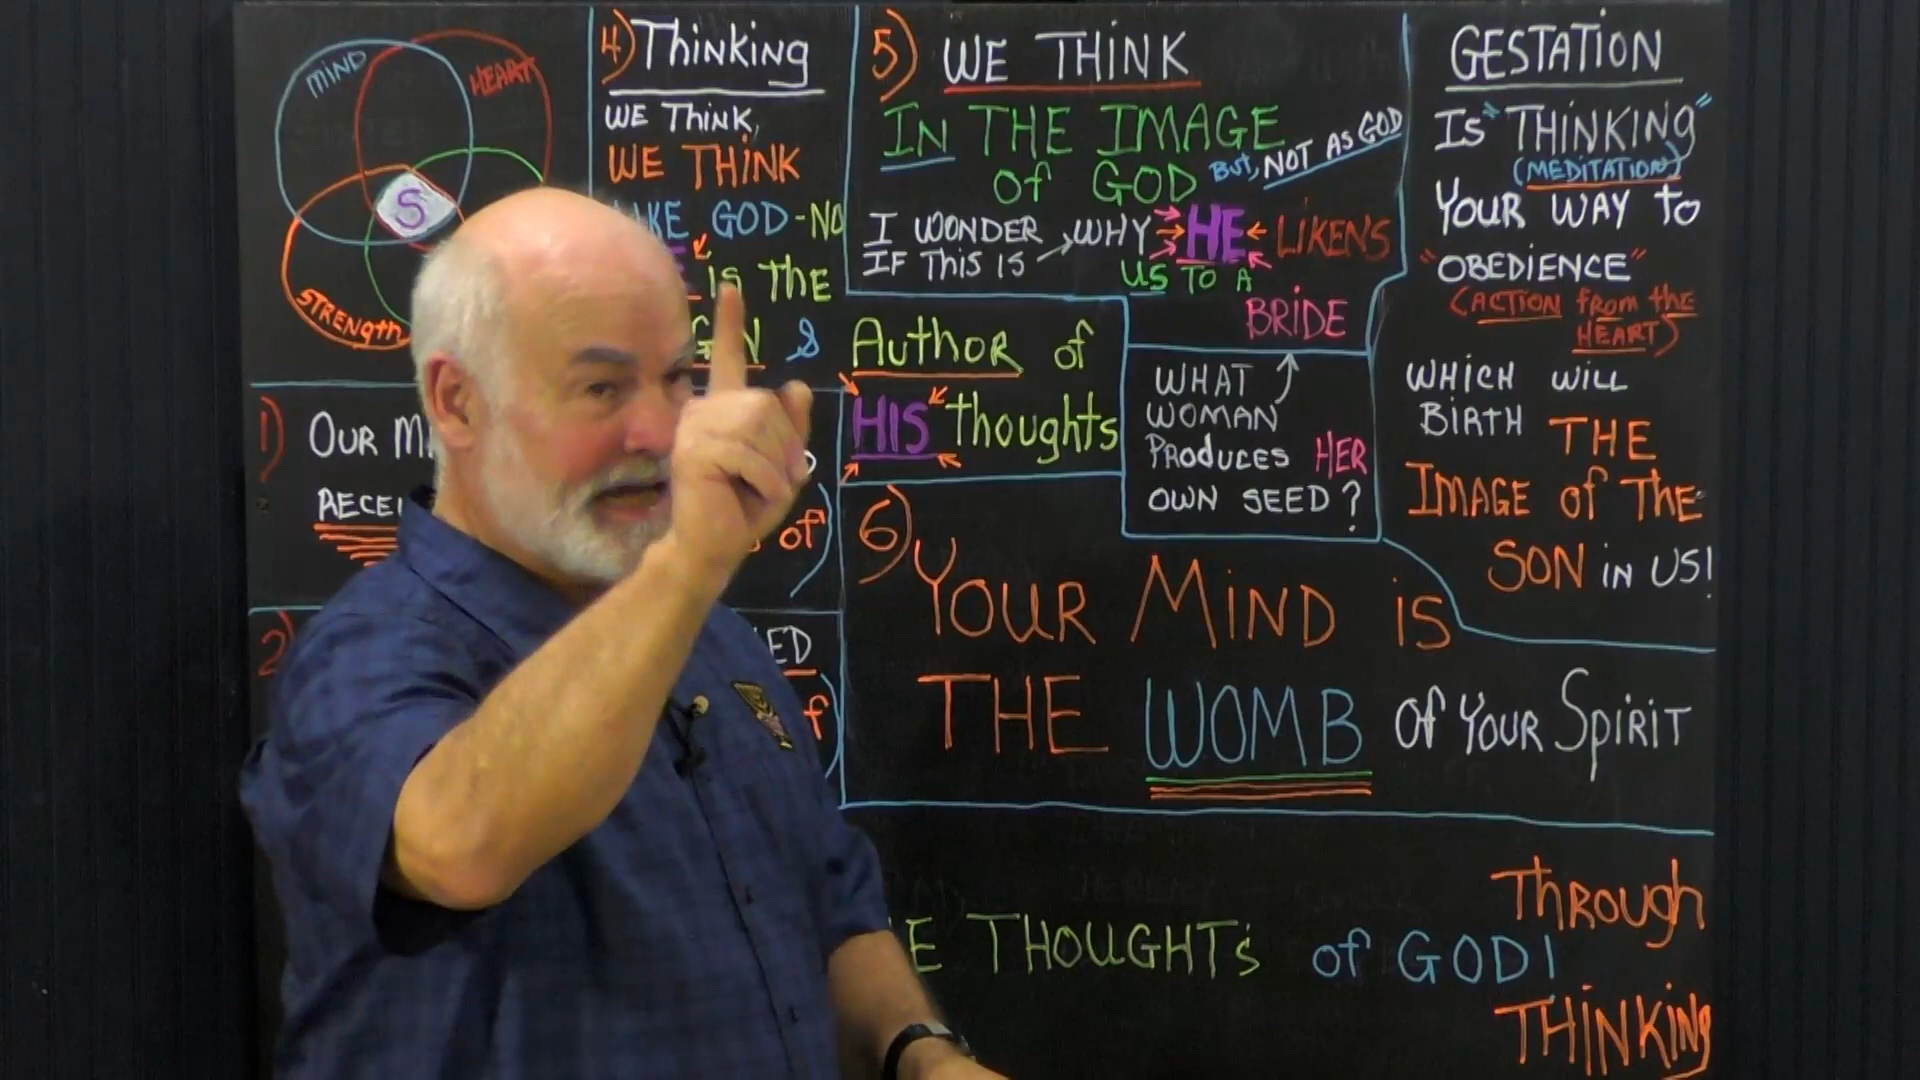 MIND
HEART
STRENGTH
S
1) OUR
2)
ED
of)
4) Thinking
WE THINK,
WE THINK
GOD - NO
is THE
& AUTHOR of
HIS thoughts
5) WE THINK
IN THE IMAGE
Of GOD BUT, NOT AS GOD
I WONDER WHY HE LIKENS
IF THIS IS US TO A
BRIDE
WHAT
WOMAN
PRODUCES HER
OWN SEED?
6) YOUR MIND IS
THE WOMB Of YOUR SPIRIT
GESTATION
IS "THINKING"
(MEDITATION)
YOUR WAY TO
"OBEDIENCE"
(ACTION from the
HEART)
WHICH WILL
BIRTH THE
IMAGE of THE
SON IN US!
THROUGH
THOUGHTS of GOD!
THINKING